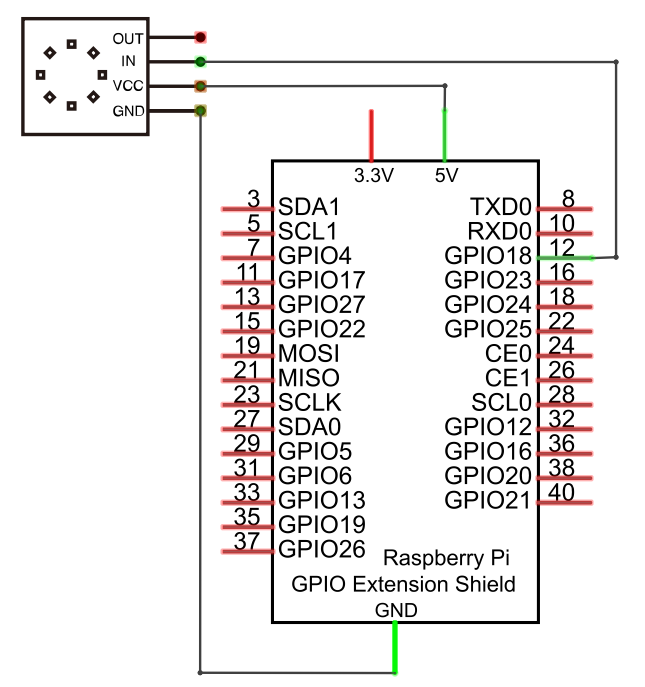 OUT
IN
VCC
GND
3.3V 5V
3 SDA1 TXD0 8
5 SCL1 RXD0 10
7 GPIO4 GPIO18 12
11 GPIO17 GPIO23 16
13 GPIO27 GPIO24 18
15 GPIO22 GPIO25 22
19 MOSI CE0 24
21 MISO CE1 26
23 SCLK SCL0 28
27 SDA0 GPIO12 32
29 GPIO5 GPIO16 36
31 GPIO6 GPIO20 38
33 GPIO13 GPIO21 40
35 GPIO19
37 GPIO26
Raspberry Pi
GPIO Extension Shield
GND